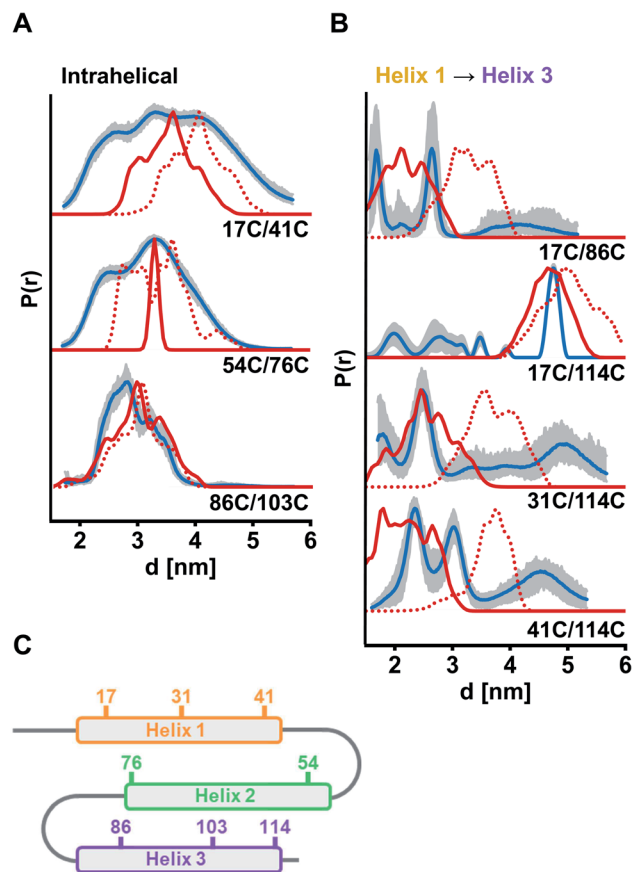 A
Intrahelical
P(r)
17C/41C
54C/76C
86C/103C
2 3 4 5 6
d [nm]
B
Helix 1 → Helix 3
P(r)
17C/86C
17C/114C
31C/114C
41C/114C
2 3 4 5 6
d [nm]
C
17 31 41
Helix 1
76 54
Helix 2
86 103 114
Helix 3